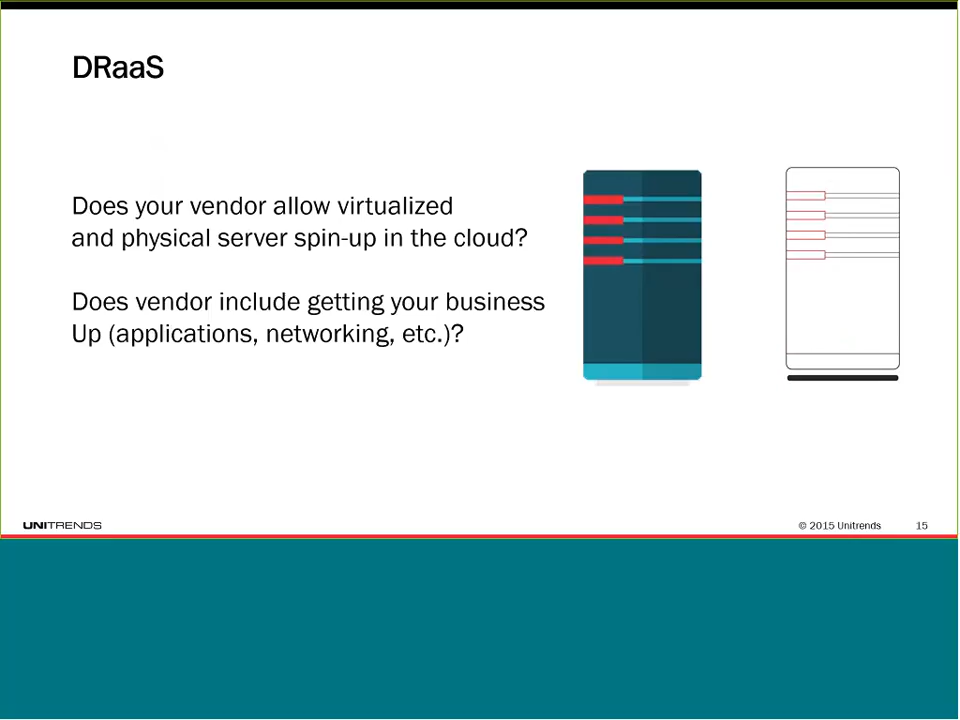 DRaaS
Does your vendor allow virtualized
and physical server spin-up in the cloud?
Does vendor include getting your business
Up (applications, networking, etc.)?
UNITRENDS
© 2015 Unitrends
15